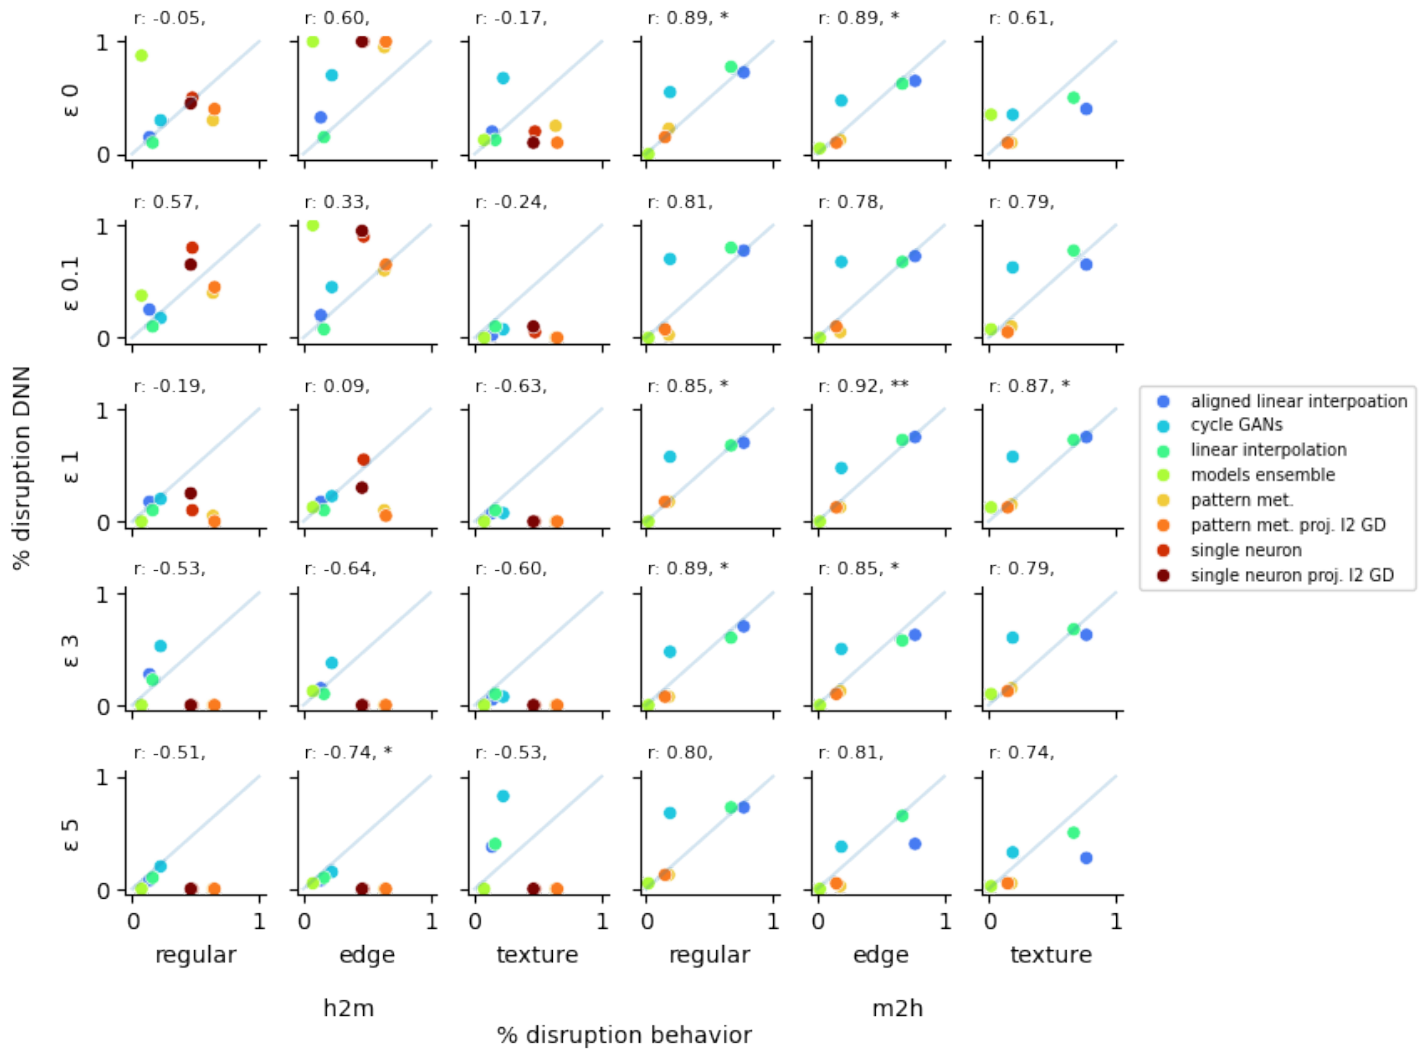 r: -0.05, r: 0.60, r: -0.17, r: 0.89, * r: 0.89, * r: 0.61,
1
ε 0
0
r: 0.57, r: 0.33, r: -0.24, r: 0.81, r: 0.78, r: 0.79,
1
ε 0.1
0
r: -0.19, r: 0.09, r: -0.63, r: 0.85, * r: 0.92, ** r: 0.87, *
1
ε 1
0
r: -0.53, r: -0.64, r: -0.60, r: 0.89, * r: 0.85, * r: 0.79,
1
ε 3
0
r: -0.51, r: -0.74, * r: -0.53, r: 0.80, r: 0.81, r: 0.74,
1
ε 5
0
0 1 0 1 0 1 0 1 0 1 0 1
regular edge texture regular edge texture
h2m m2h
% disruption behavior
% disruption DNN
aligned linear interpoation
cycle GANs
linear interpolation
models ensemble
pattern met.
pattern met. proj. l2 GD
single neuron
single neuron proj. l2 GD